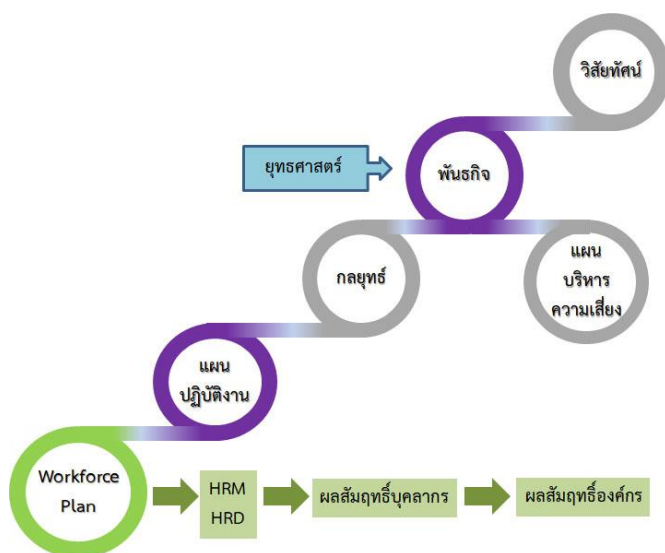 วิสัยทัศน์
ยุทธศาสตร์
พันธกิจ
กลยุทธ์
แผน
บริหาร
ความเสี่ยง
แผน
ปฏิบัติงาน
Workforce
Plan
HRM
HRD
ผลสัมฤทธิ์บุคลากร
ผลสัมฤทธิ์องค์กร